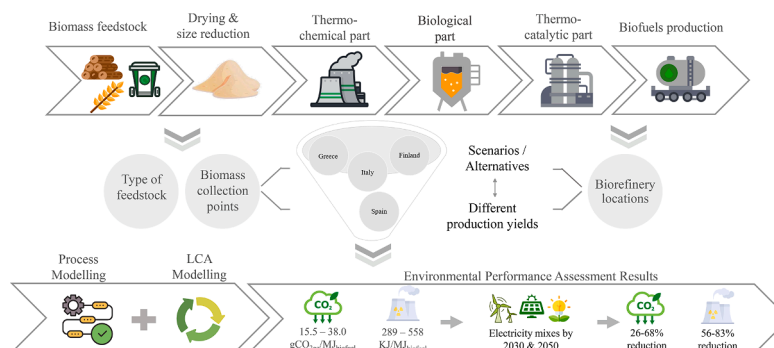 Biomass feedstock
Drying &
size reduction
Thermo-
chemical part
Biological
part
Thermo-
catalytic part
Biofuels production
Type of
feedstock
Biomass
collection
points
Greece
Finland
Italy
Spain
Scenarios /
Alternatives
Different
production yields
Biorefinery
locations
Process
Modelling
LCA
Modelling
Environmental Performance Assessment Results
CO₂
15.5 – 38.0
289 – 558
Electricity mixes by
2030 & 2050
CO₂
26-68%
reduction
56-83%
reduction